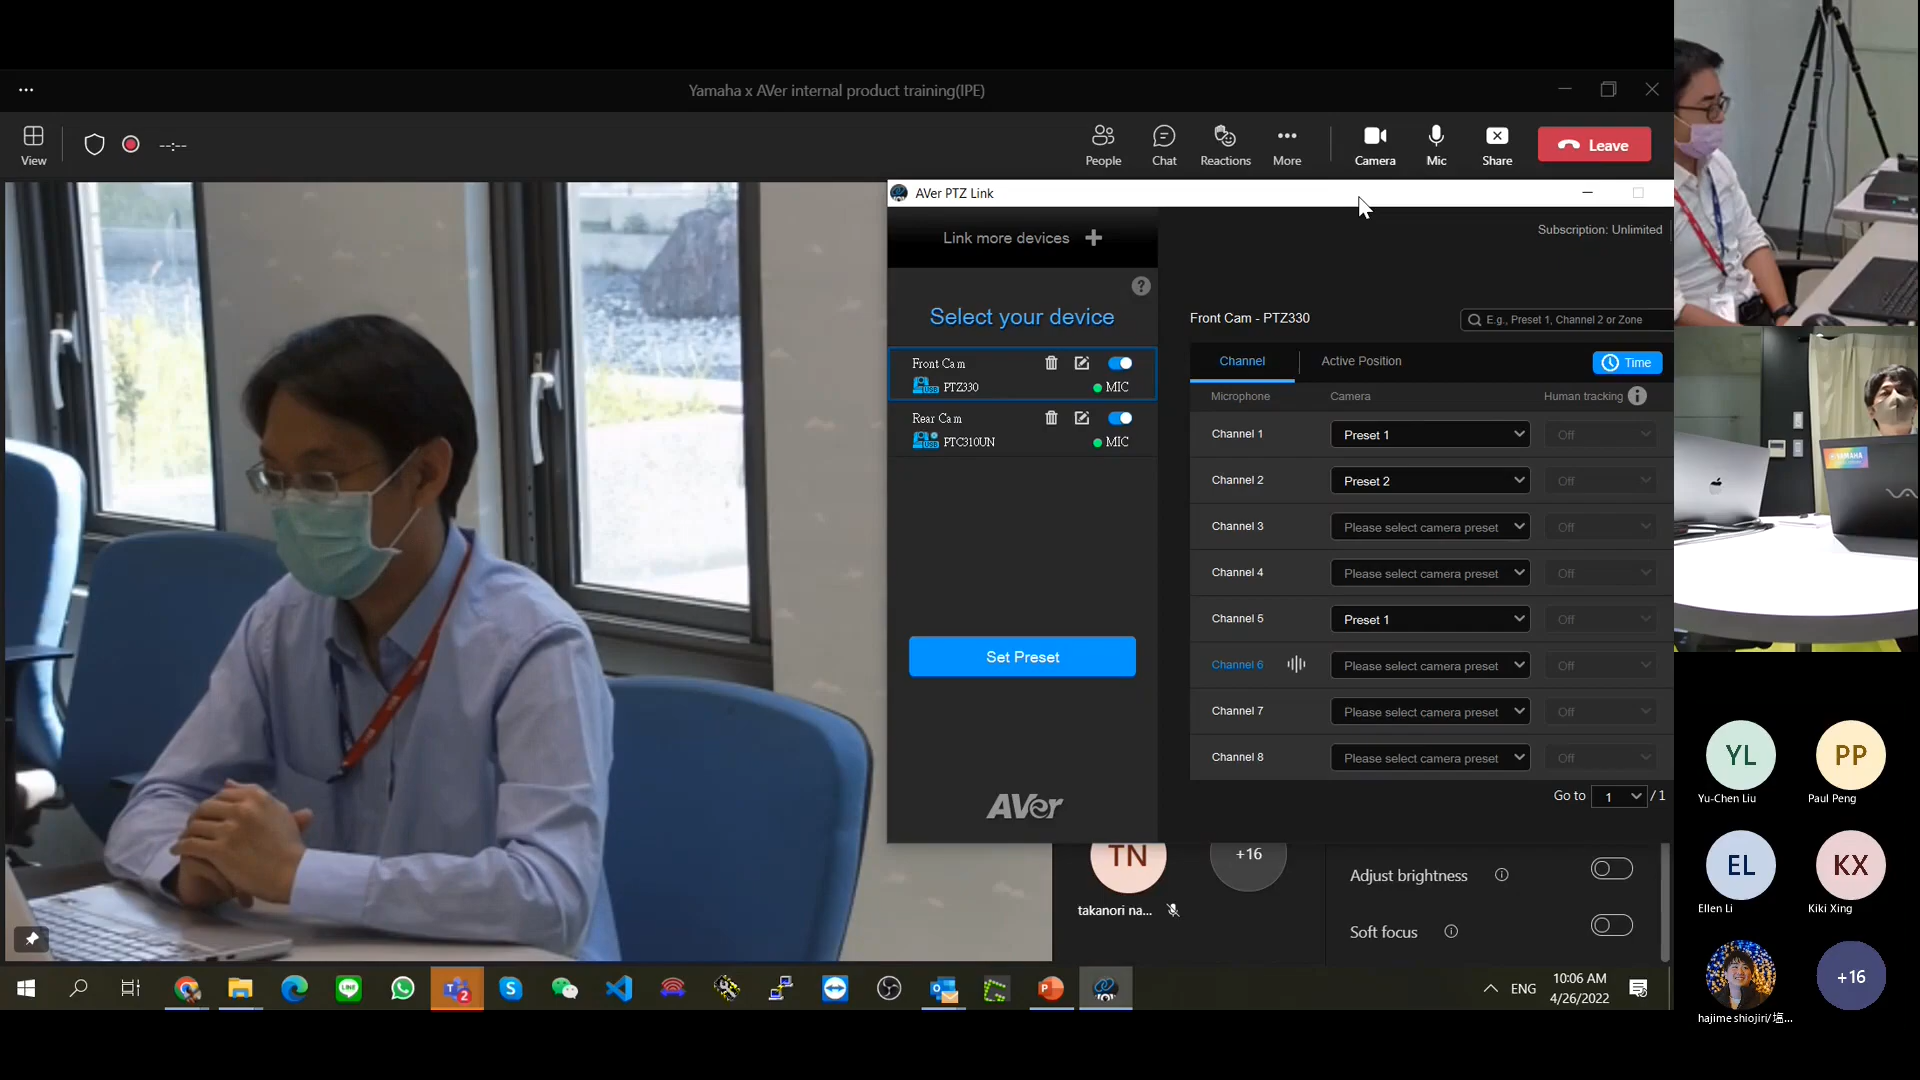 Yamaha x AVer internal product training(IPE)
View
--:--
People
Chat
Reactions
More
Camera
Mic
Share
Leave
AVer PTZ Link
Link more devices
Subscription: Unlimited
Select your device
Front Cam
PTZ330
MIC
Rear Cam
PTC310UN
MIC
Set Preset
AVer
Front Cam - PTZ330
E.g., Preset 1, Channel 2 or Zone
Channel
Active Position
Time
Microphone
Camera
Human tracking
Channel 1
Preset 1
Off
Channel 2
Preset 2
Off
Channel 3
Please select camera preset
Off
Channel 4
Please select camera preset
Off
Channel 5
Preset 1
Off
Channel 6
Please select camera preset
Off
Channel 7
Please select camera preset
Off
Channel 8
Please select camera preset
Off
Go to 1 /1
TN
takanori na...
+16
Adjust brightness
Soft focus
ENG
10:06 AM
4/26/2022
YAMAHA
YL
Yu-Chen Liu
PP
Paul Peng
EL
Ellen Li
KX
Kiki Xing
hajime shiojiri/塩...
+16